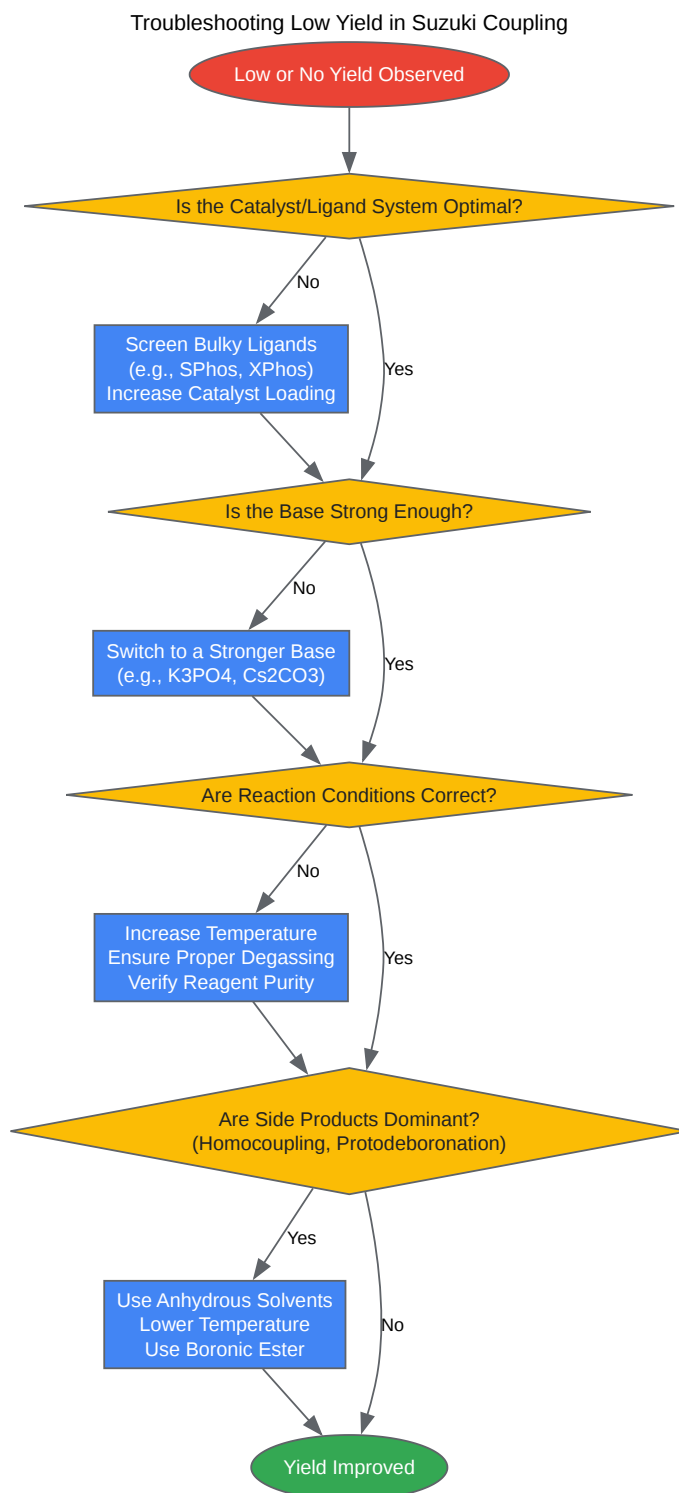 Troubleshooting Low Yield in Suzuki Coupling
Low or No Yield Observed
Is the Catalyst/Ligand System Optimal?
No
Screen Bulky Ligands
(e.g., SPhos, XPhos)
Increase Catalyst Loading
Yes
Is the Base Strong Enough?
No
Switch to a Stronger Base
(e.g., K3PO4, Cs2CO3)
Yes
Are Reaction Conditions Correct?
No
Increase Temperature
Ensure Proper Degassing
Verify Reagent Purity
Yes
Are Side Products Dominant?
(Homocoupling, Protodeboronation)
Yes
Use Anhydrous Solvents
Lower Temperature
Use Boronic Ester
No
Yield Improved